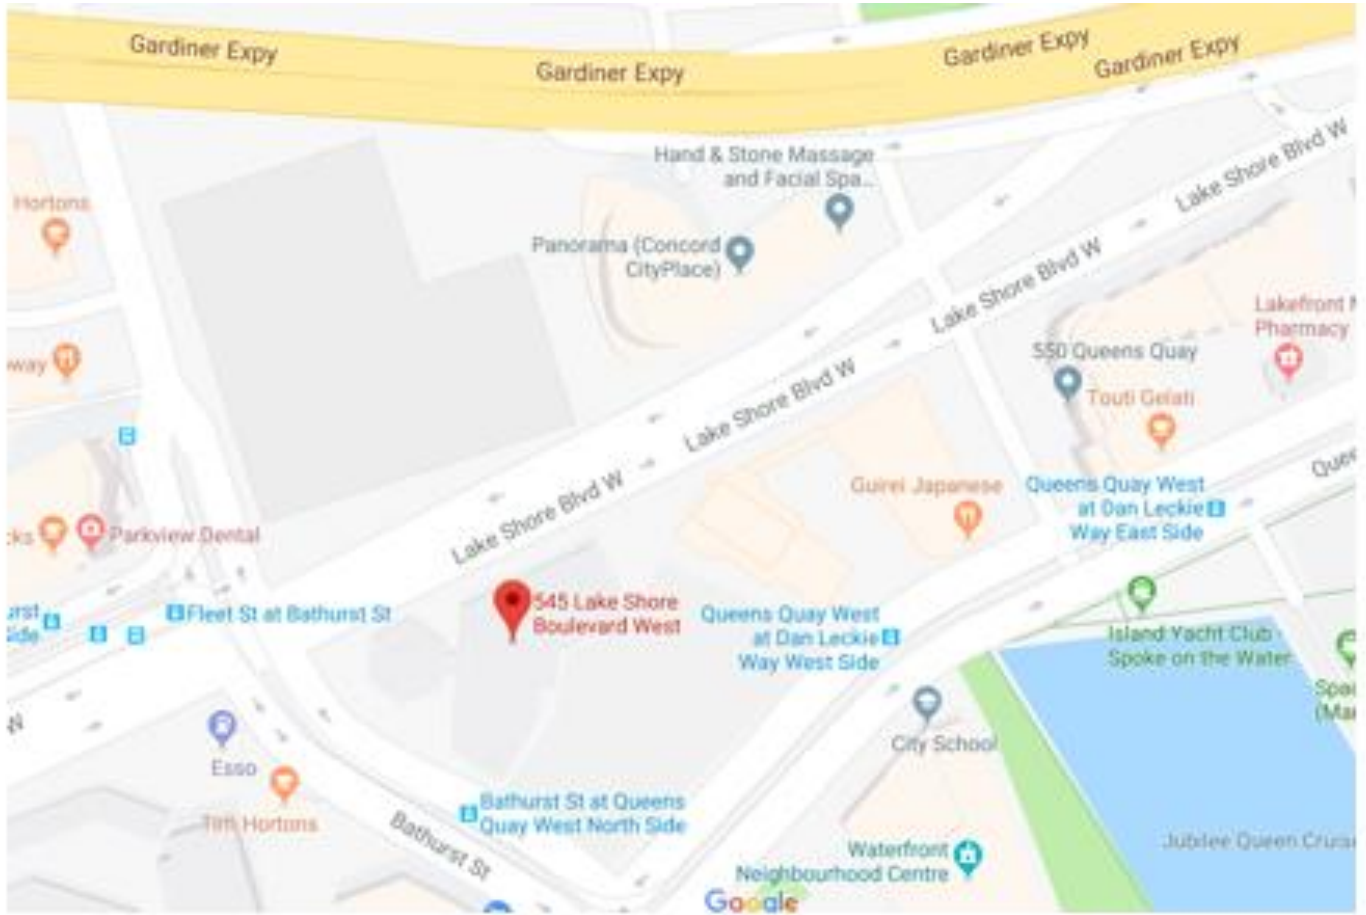 Gardiner Expy
Gardiner Expy
Gardiner Expy
Gardiner Expy
Lake Shore Blvd W
Hand & Stone Massage
and Facial Spa...
Hortons
Panorama (Concord
CityPlace)
Lake Shore Blvd W
Lakefront
Pharmacy
550 Queens Quay
way
Touti Gelati
Lake Shore Blvd W
Guirei Japanese
Queens Quay West
at Dan Leckie
Way East Side
Lake Shore Blvd W
cks
Parkview Dental
Fleet St at Bathurst St
545 Lake Shore
Boulevard West
Queens Quay West
at Dan Leckie
Way West Side
Island Yacht Club -
Spoke on the Water
W
City School
Esso
Tim Hortons
Bathurst St at Queens
Quay West North Side
Bathurst St
Jubilee Queen Cruis
Waterfront
Neighbourhood Centre
Google